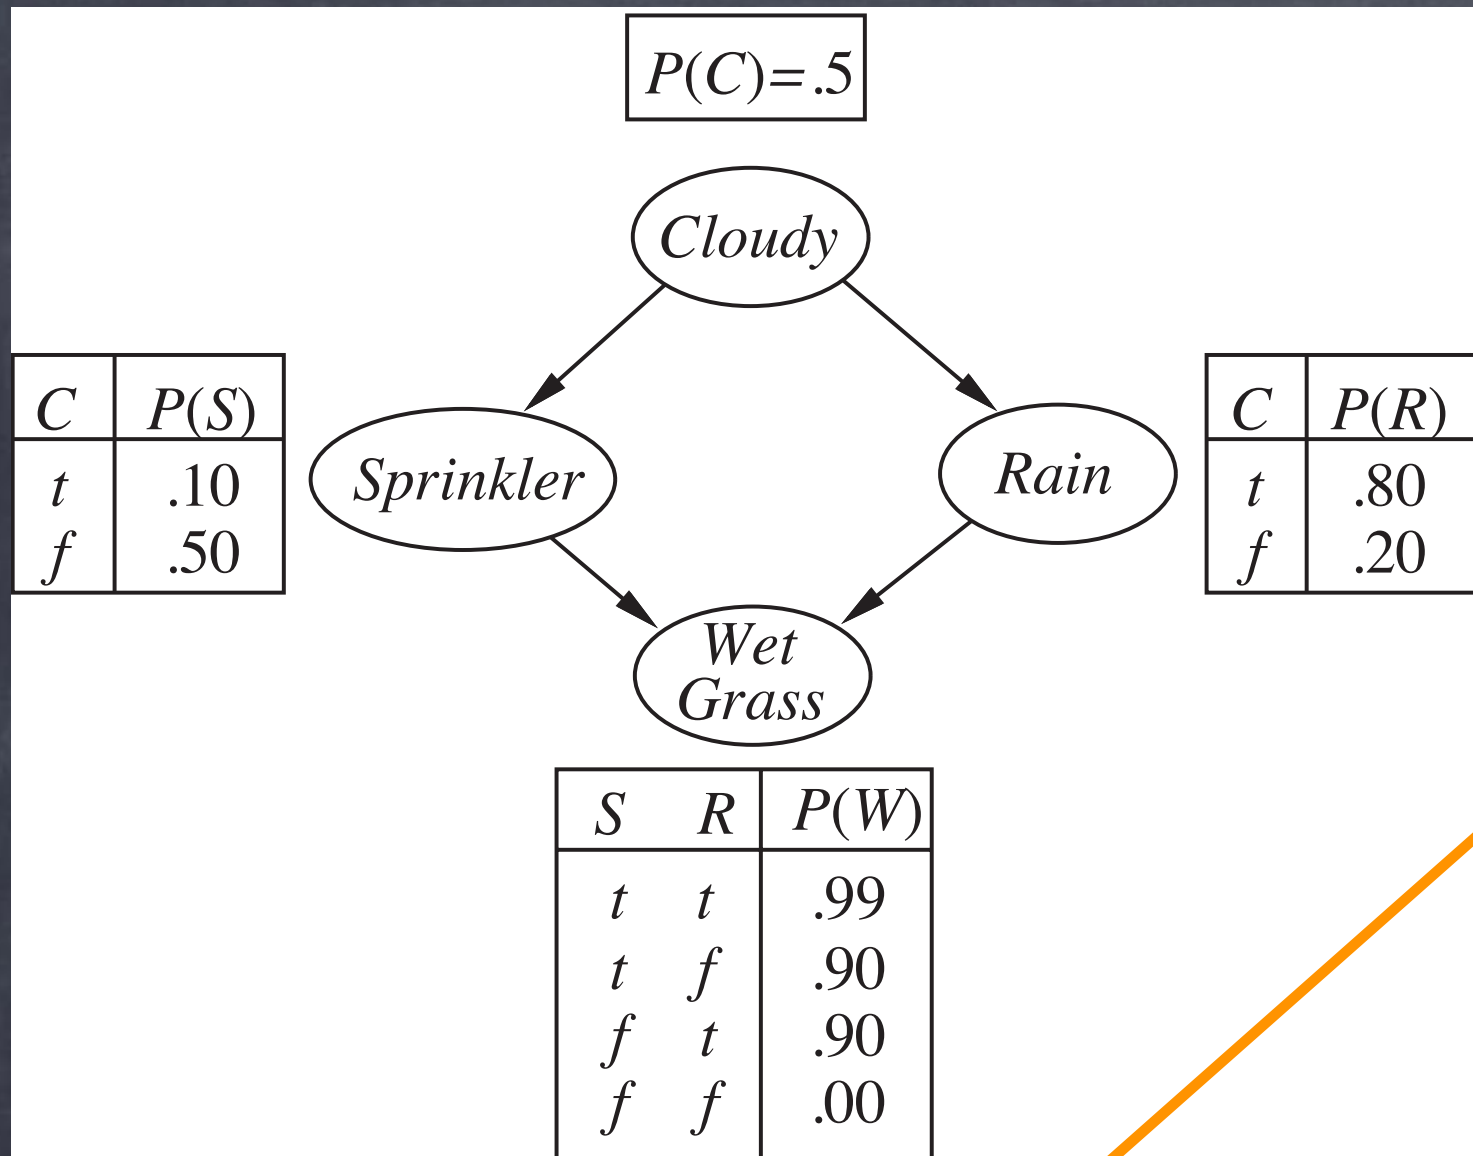 P(C)=.5
Cloudy
C P(S)
t .10
f .50
Sprinkler
Rain
C P(R)
t .80
f .20
Wet
Grass
S R P(W)
t t .99
t f .90
f t .90
f f .00